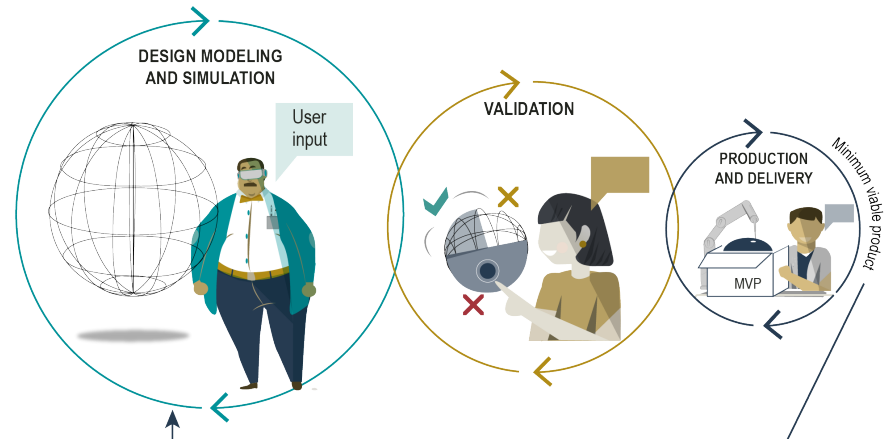 DESIGN MODELING
AND SIMULATION
User
input
VALIDATION
PRODUCTION
AND DELIVERY
MVP
Minimum viable product